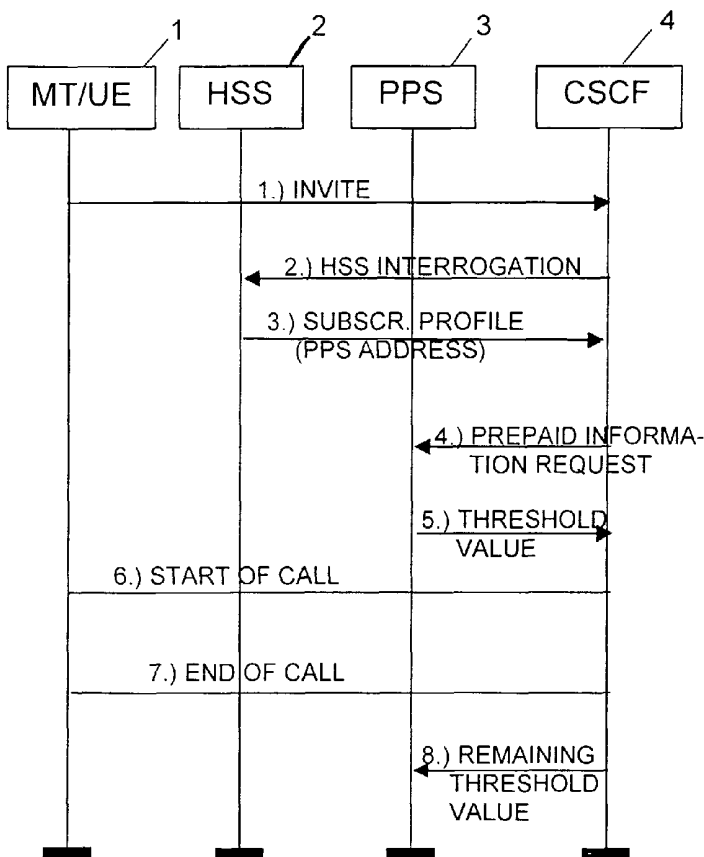 1 2 3 4
MT/UE HSS PPS CSCF
1.) INVITE
2.) HSS INTERROGATION
3.) SUBSCR. PROFILE
(PPS ADDRESS)
4.) PREPAID INFORMA-
TION REQUEST
5.) THRESHOLD
VALUE
6.) START OF CALL
7.) END OF CALL
8.) REMAINING
THRESHOLD
VALUE